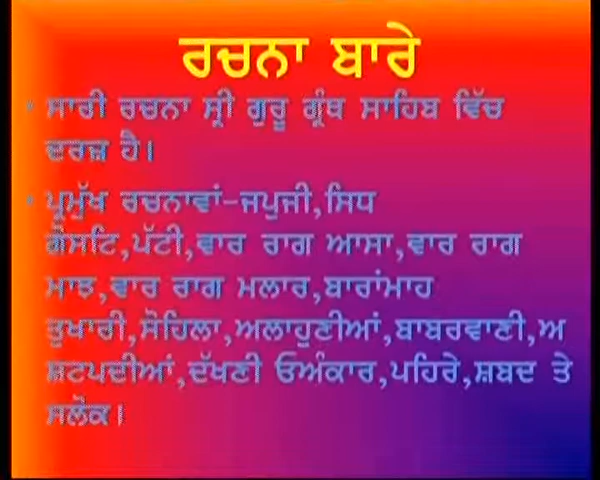 ਰਚਨਾ ਬਾਰੇ
• ਸਾਰੀ ਰਚਨਾ ਸ੍ਰੀ ਗੁਰੂ ਗ੍ਰੰਥ ਸਾਹਿਬ ਵਿੱਚ
ਦਰਜ਼ ਹੈ।
• ਪ੍ਰਮੁੱਖ ਰਚਨਾਵਾਂ-ਜਪੁਜੀ,ਸਿਧ
ਗੋਸਟਿ,ਪੱਟੀ,ਵਾਰ ਰਾਗ ਆਸਾ,ਵਾਰ ਰਾਗ
ਮਾਝ,ਵਾਰ ਰਾਗ ਮਲਾਰ,ਬਾਰਾਂਮਾਹ
ਤੁਖਾਰੀ,ਸੋਹਿਲਾ,ਅਲਾਹੁਣੀਆਂ,ਬਾਬਰਵਾਣੀ,ਅ
ਸ਼ਟਪਦੀਆਂ,ਦੱਖਣੀ ਓਅੰਕਾਰ,ਪਹਿਰੇ,ਸ਼ਬਦ ਤੇ
ਸਲੋਕ।